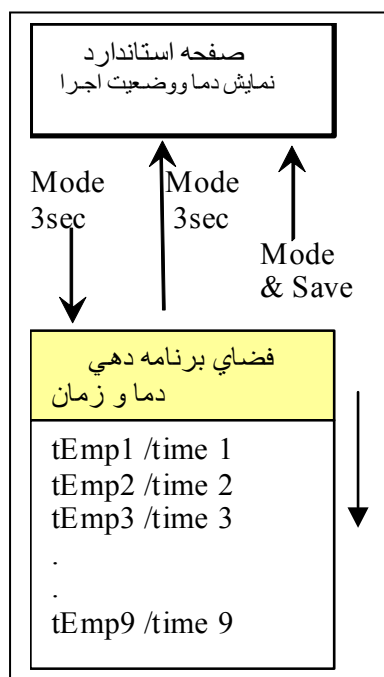 صفحه استاندارد
نمایش دما ووضعیت اجرا
Mode
3sec
Mode
3sec
Mode
& Save
فضاي برنامه دهي
دما و زمان
tEmp1 /time 1
tEmp2 /time 2
tEmp3 /time 3
.
.
tEmp9 /time 9